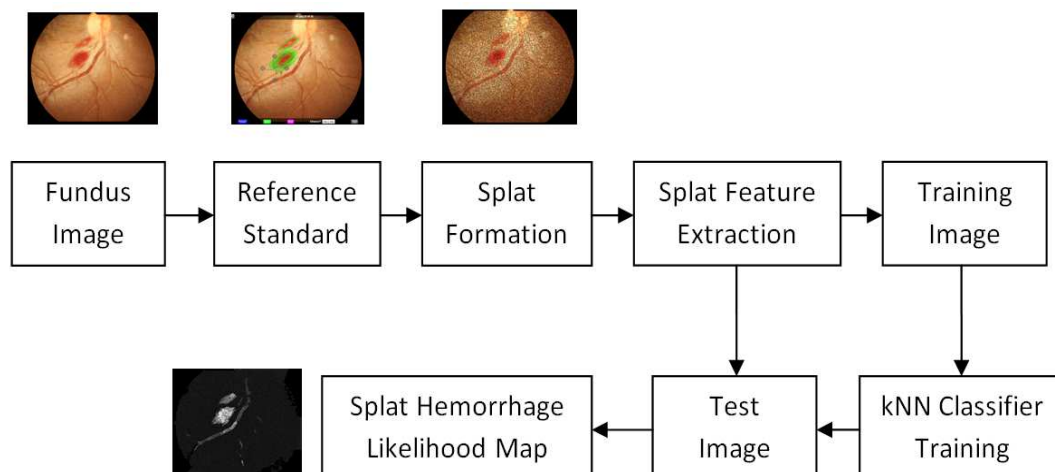 Fundus
Image
Reference
Standard
Splat
Formation
Splat Feature
Extraction
Training
Image
Splat Hemorrhage
Likelihood Map
Test
Image
kNN Classifier
Training